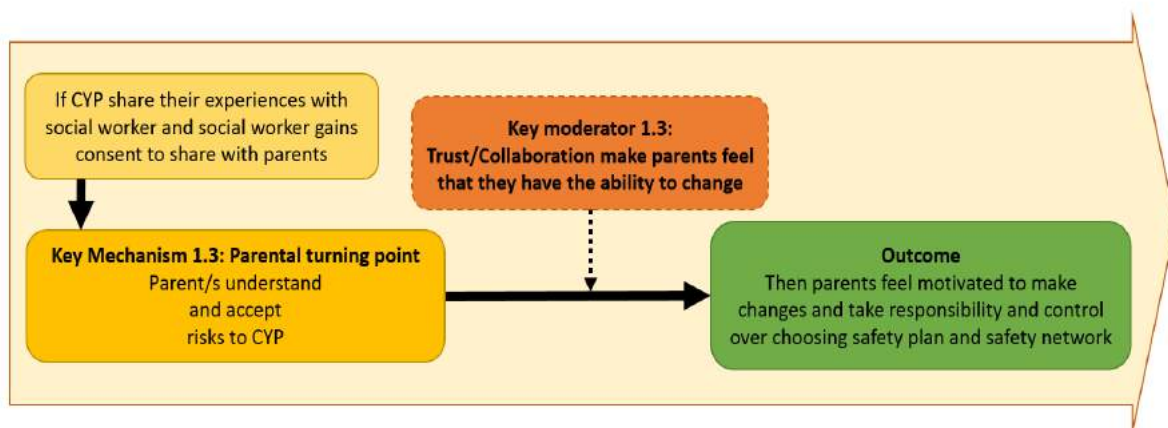 If CYP share their experiences with
social worker and social worker gains
consent to share with parents
Key moderator 1.3:
Trust/Collaboration make parents feel
that they have the ability to change
Key Mechanism 1.3: Parental turning point
Parent/s understand
and accept
risks to CYP
Outcome
Then parents feel motivated to make
changes and take responsibility and control
over choosing safety plan and safety network